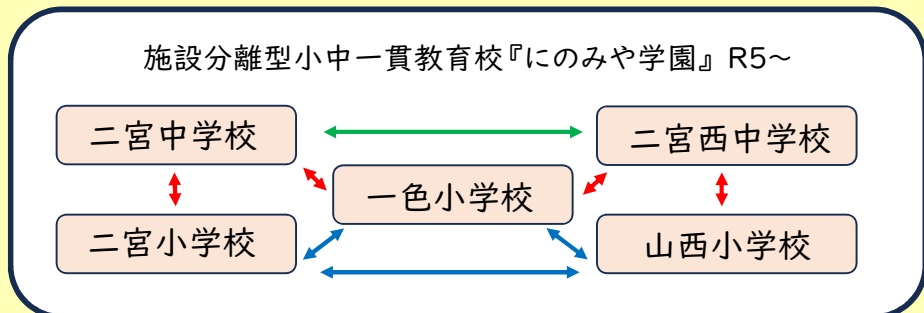 施設分離型小中一貫教育校『にのみや学園』 R5~
二宮中学校
二宮西中学校
一色小学校
二宮小学校
山西小学校